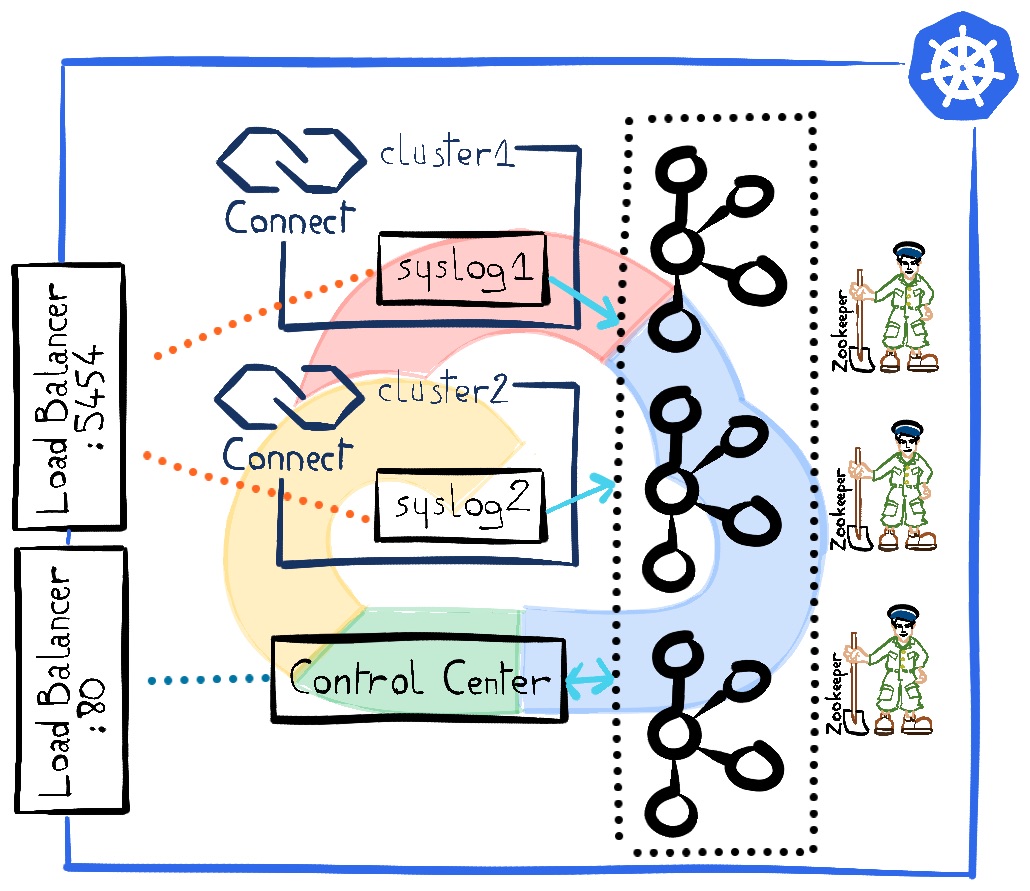 cluster1
Connect
syslog1
Load Balancer
:5454
Zookeeper
cluster2
Connect
syslog2
Zookeeper
Load Balancer
:80
Control Center
Zookeeper